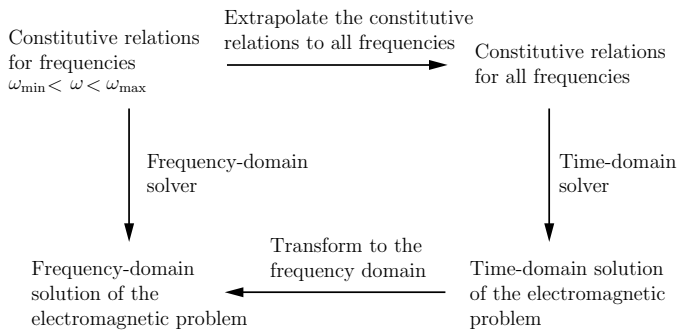 Constitutive relations
for frequencies
ω_min < ω < ω_max
Extrapolate the constitutive
relations to all frequencies
Constitutive relations
for all frequencies
Frequency-domain
solver
Time-domain
solver
Transform to the
frequency domain
Frequency-domain
solution of the
electromagnetic problem
Time-domain solution
of the electromagnetic
problem